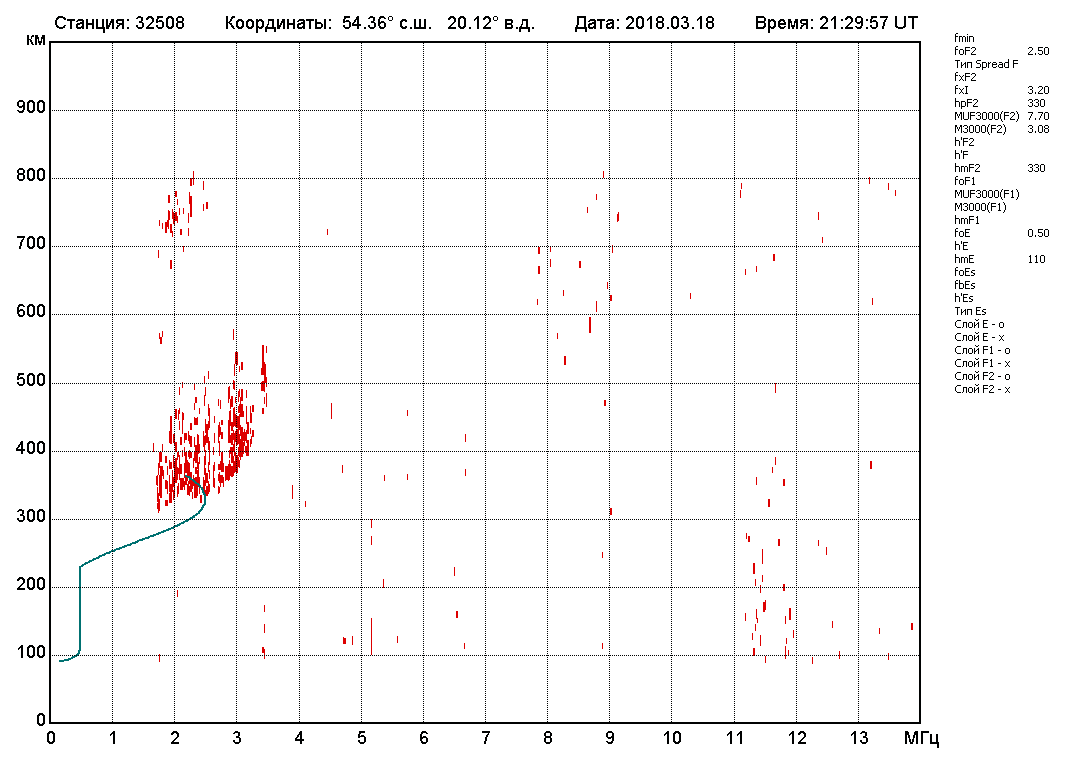 Станция: 32508 Координаты: 54.36° с.ш. 20.12° в.д. Дата: 2018.03.18 Время: 21:29:57 UT
км
900
800
700
600
500
400
300
200
100
0
0 1 2 3 4 5 6 7 8 9 10 11 12 13 МГц
fmin
foF2 2.50
Тип Spread F
fxF2
fxI 3.20
hpF2 330
MUF3000(F2) 7.70
M3000(F2) 3.08
h'F2
h'F
hmF2 330
foF1
MUF3000(F1)
M3000(F1)
hmF1
foE 0.50
h'E
hmE 110
foEs
fbEs
h'Es
Тип Es
Слой E - o
Слой E - x
Слой F1 - o
Слой F1 - x
Слой F2 - o
Слой F2 - x